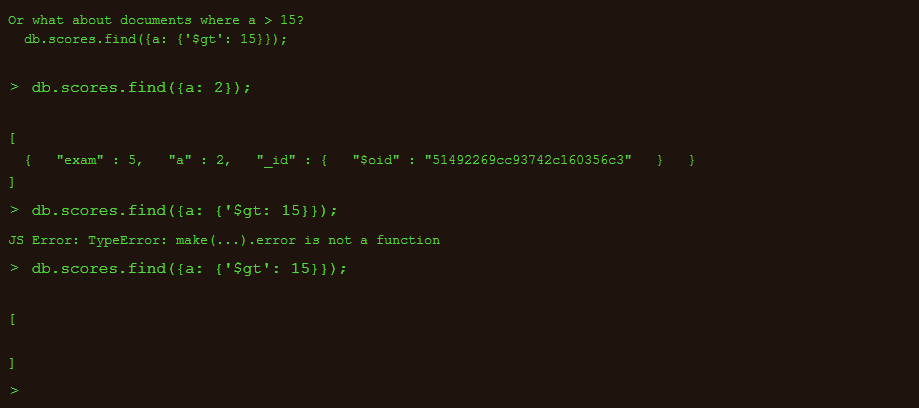 Or what about documents where a > 15?
db.scores.find({a: {'$gt': 15}});
> db.scores.find({a: 2});
[
{ "exam" : 5, "a" : 2, "_id" : { "$oid" : "51492269cc93742c160356c3" } }
]
> db.scores.find({a: {'$gt: 15}});
JS Error: TypeError: make(...).error is not a function
> db.scores.find({a: {'$gt': 15}});
[
]
>